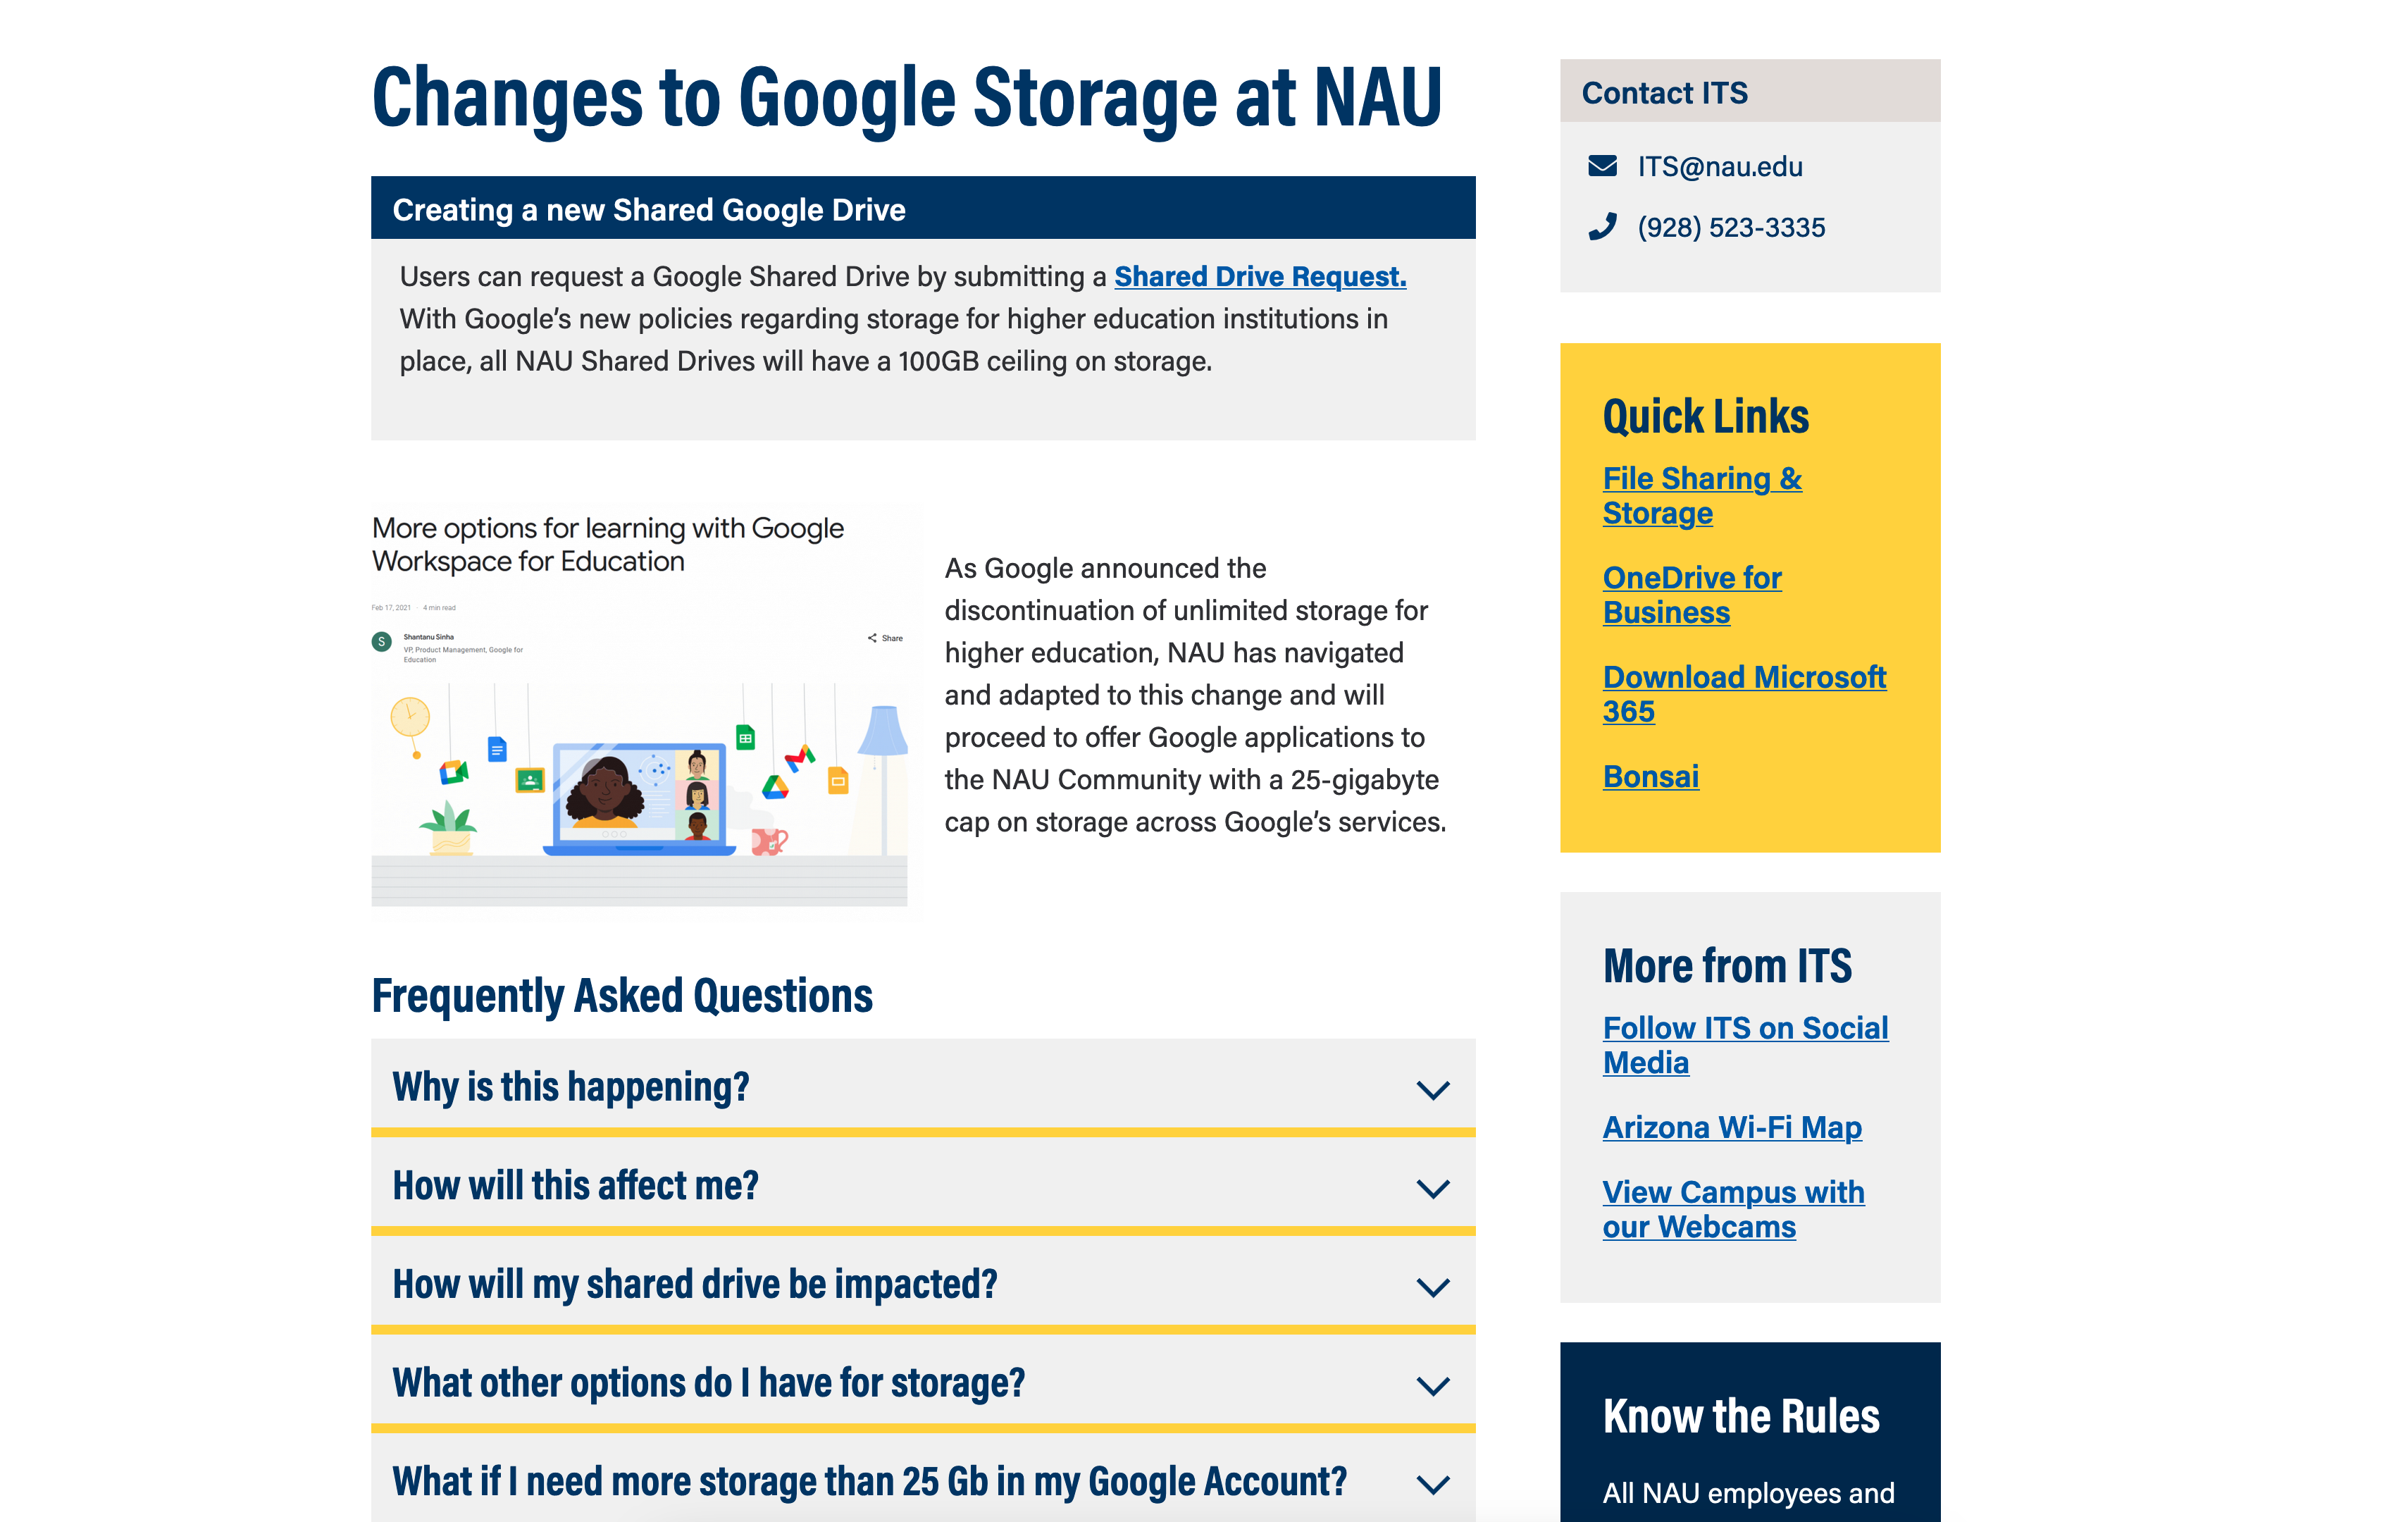 Changes to Google Storage at NAU
Creating a new Shared Google Drive
Users can request a Google Shared Drive by submitting a Shared Drive Request.
With Google’s new policies regarding storage for higher education institutions in
place, all NAU Shared Drives will have a 100GB ceiling on storage.
More options for learning with Google
Workspace for Education
Feb 17, 2021 · 4 min read
S
Shantanu Sinha
VP, Product Management, Google for
Education
Share
As Google announced the
discontinuation of unlimited storage for
higher education, NAU has navigated
and adapted to this change and will
proceed to offer Google applications to
the NAU Community with a 25-gigabyte
cap on storage across Google’s services.
Frequently Asked Questions
Why is this happening?
How will this affect me?
How will my shared drive be impacted?
What other options do I have for storage?
What if I need more storage than 25 Gb in my Google Account?
Contact ITS
ITS@nau.edu
(928) 523-3335
Quick Links
File Sharing &
Storage
OneDrive for
Business
Download Microsoft
365
Bonsai
More from ITS
Follow ITS on Social
Media
Arizona Wi-Fi Map
View Campus with
our Webcams
Know the Rules
All NAU employees and